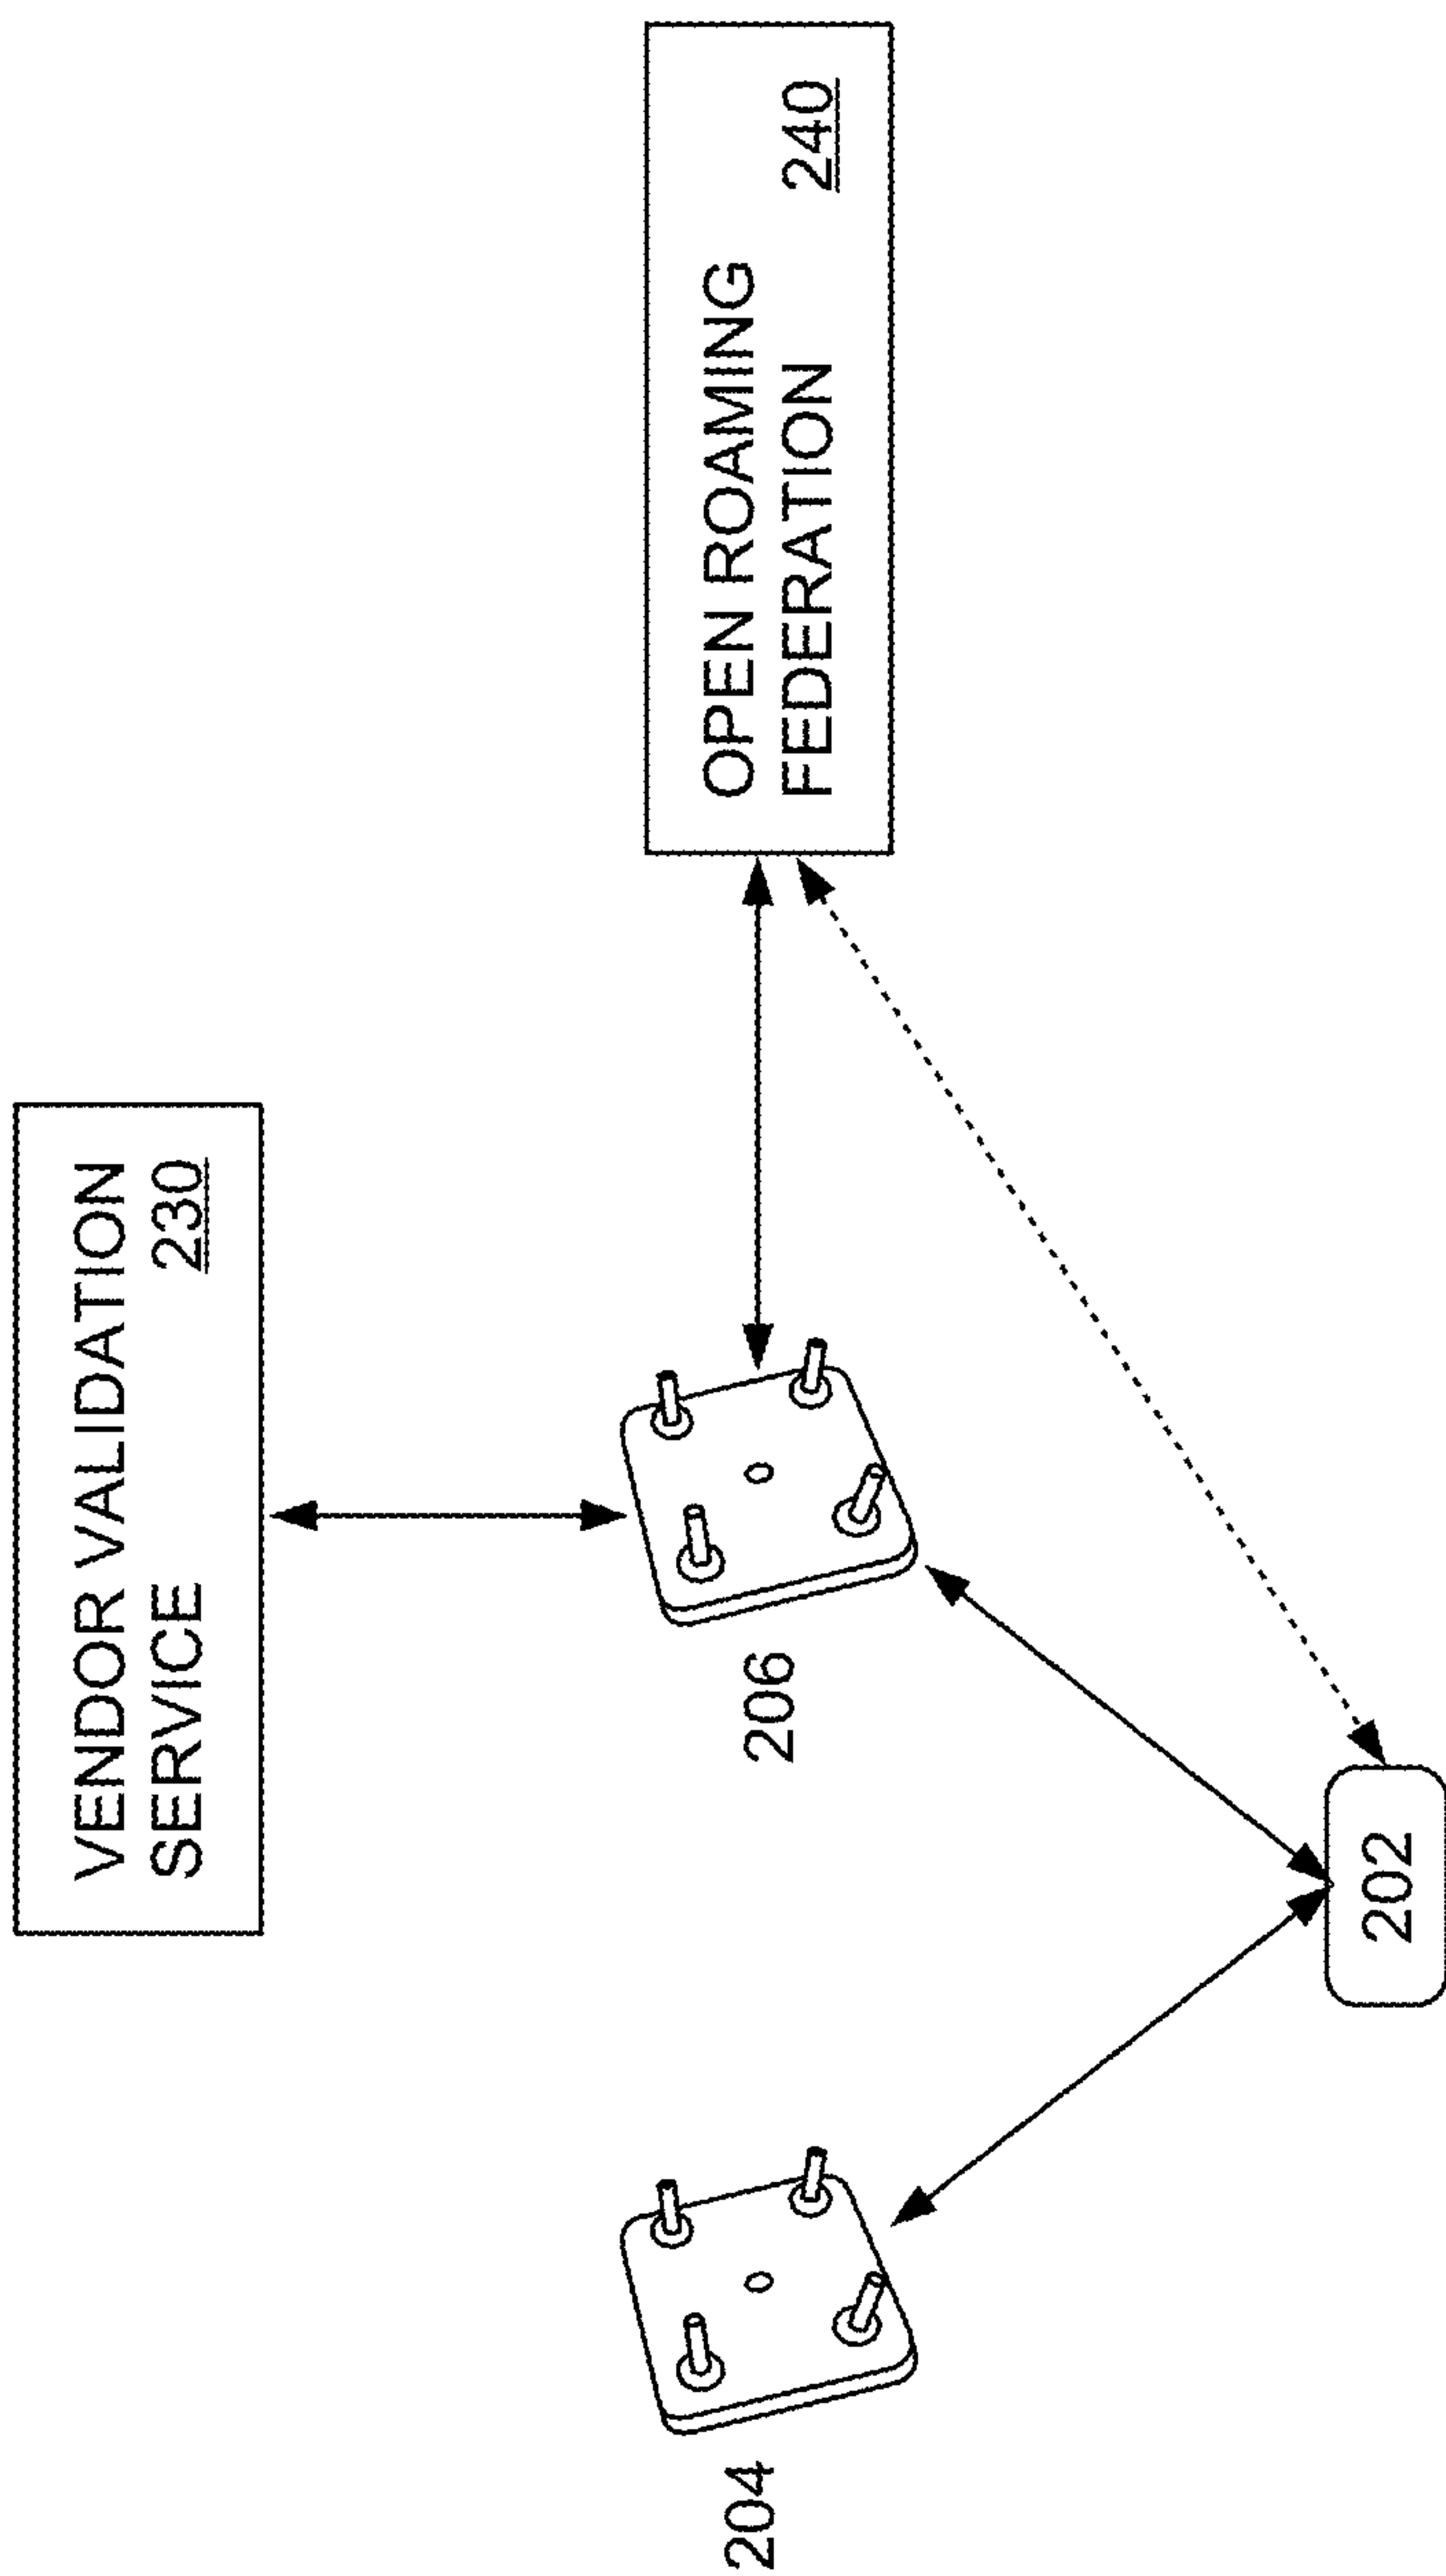 VENDOR VALIDATION
SERVICE 230
OPEN ROAMING
FEDERATION 240
206
204
202